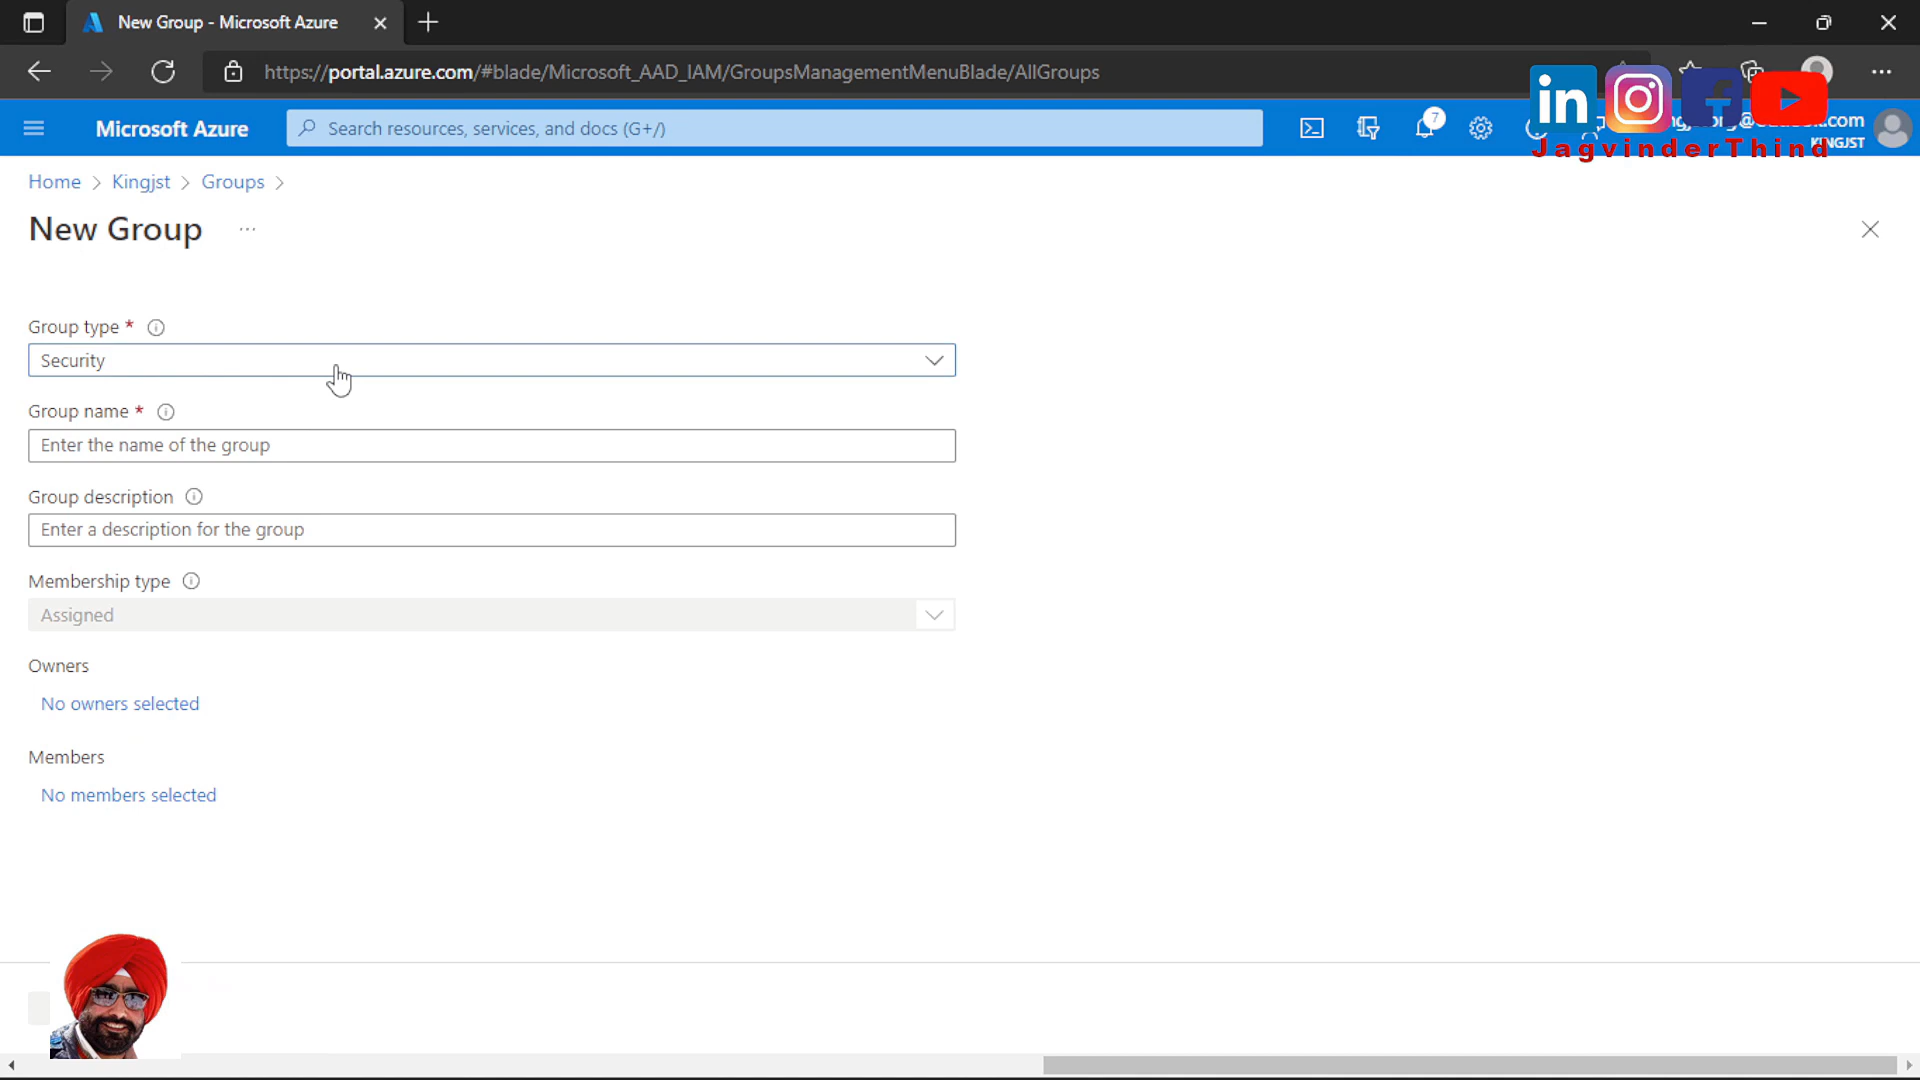 New Group - Microsoft Azure
https://portal.azure.com/#blade/Microsoft_AAD_IAM/GroupsManagementMenuBlade/AllGroups
Microsoft Azure
Search resources, services, and docs (G+/)
7
in
KINGJST
JagvinderThind
Home > Kingjst > Groups >
New Group ...
Group type *
Security
Group name *
Enter the name of the group
Group description
Enter a description for the group
Membership type
Assigned
Owners
No owners selected
Members
No members selected